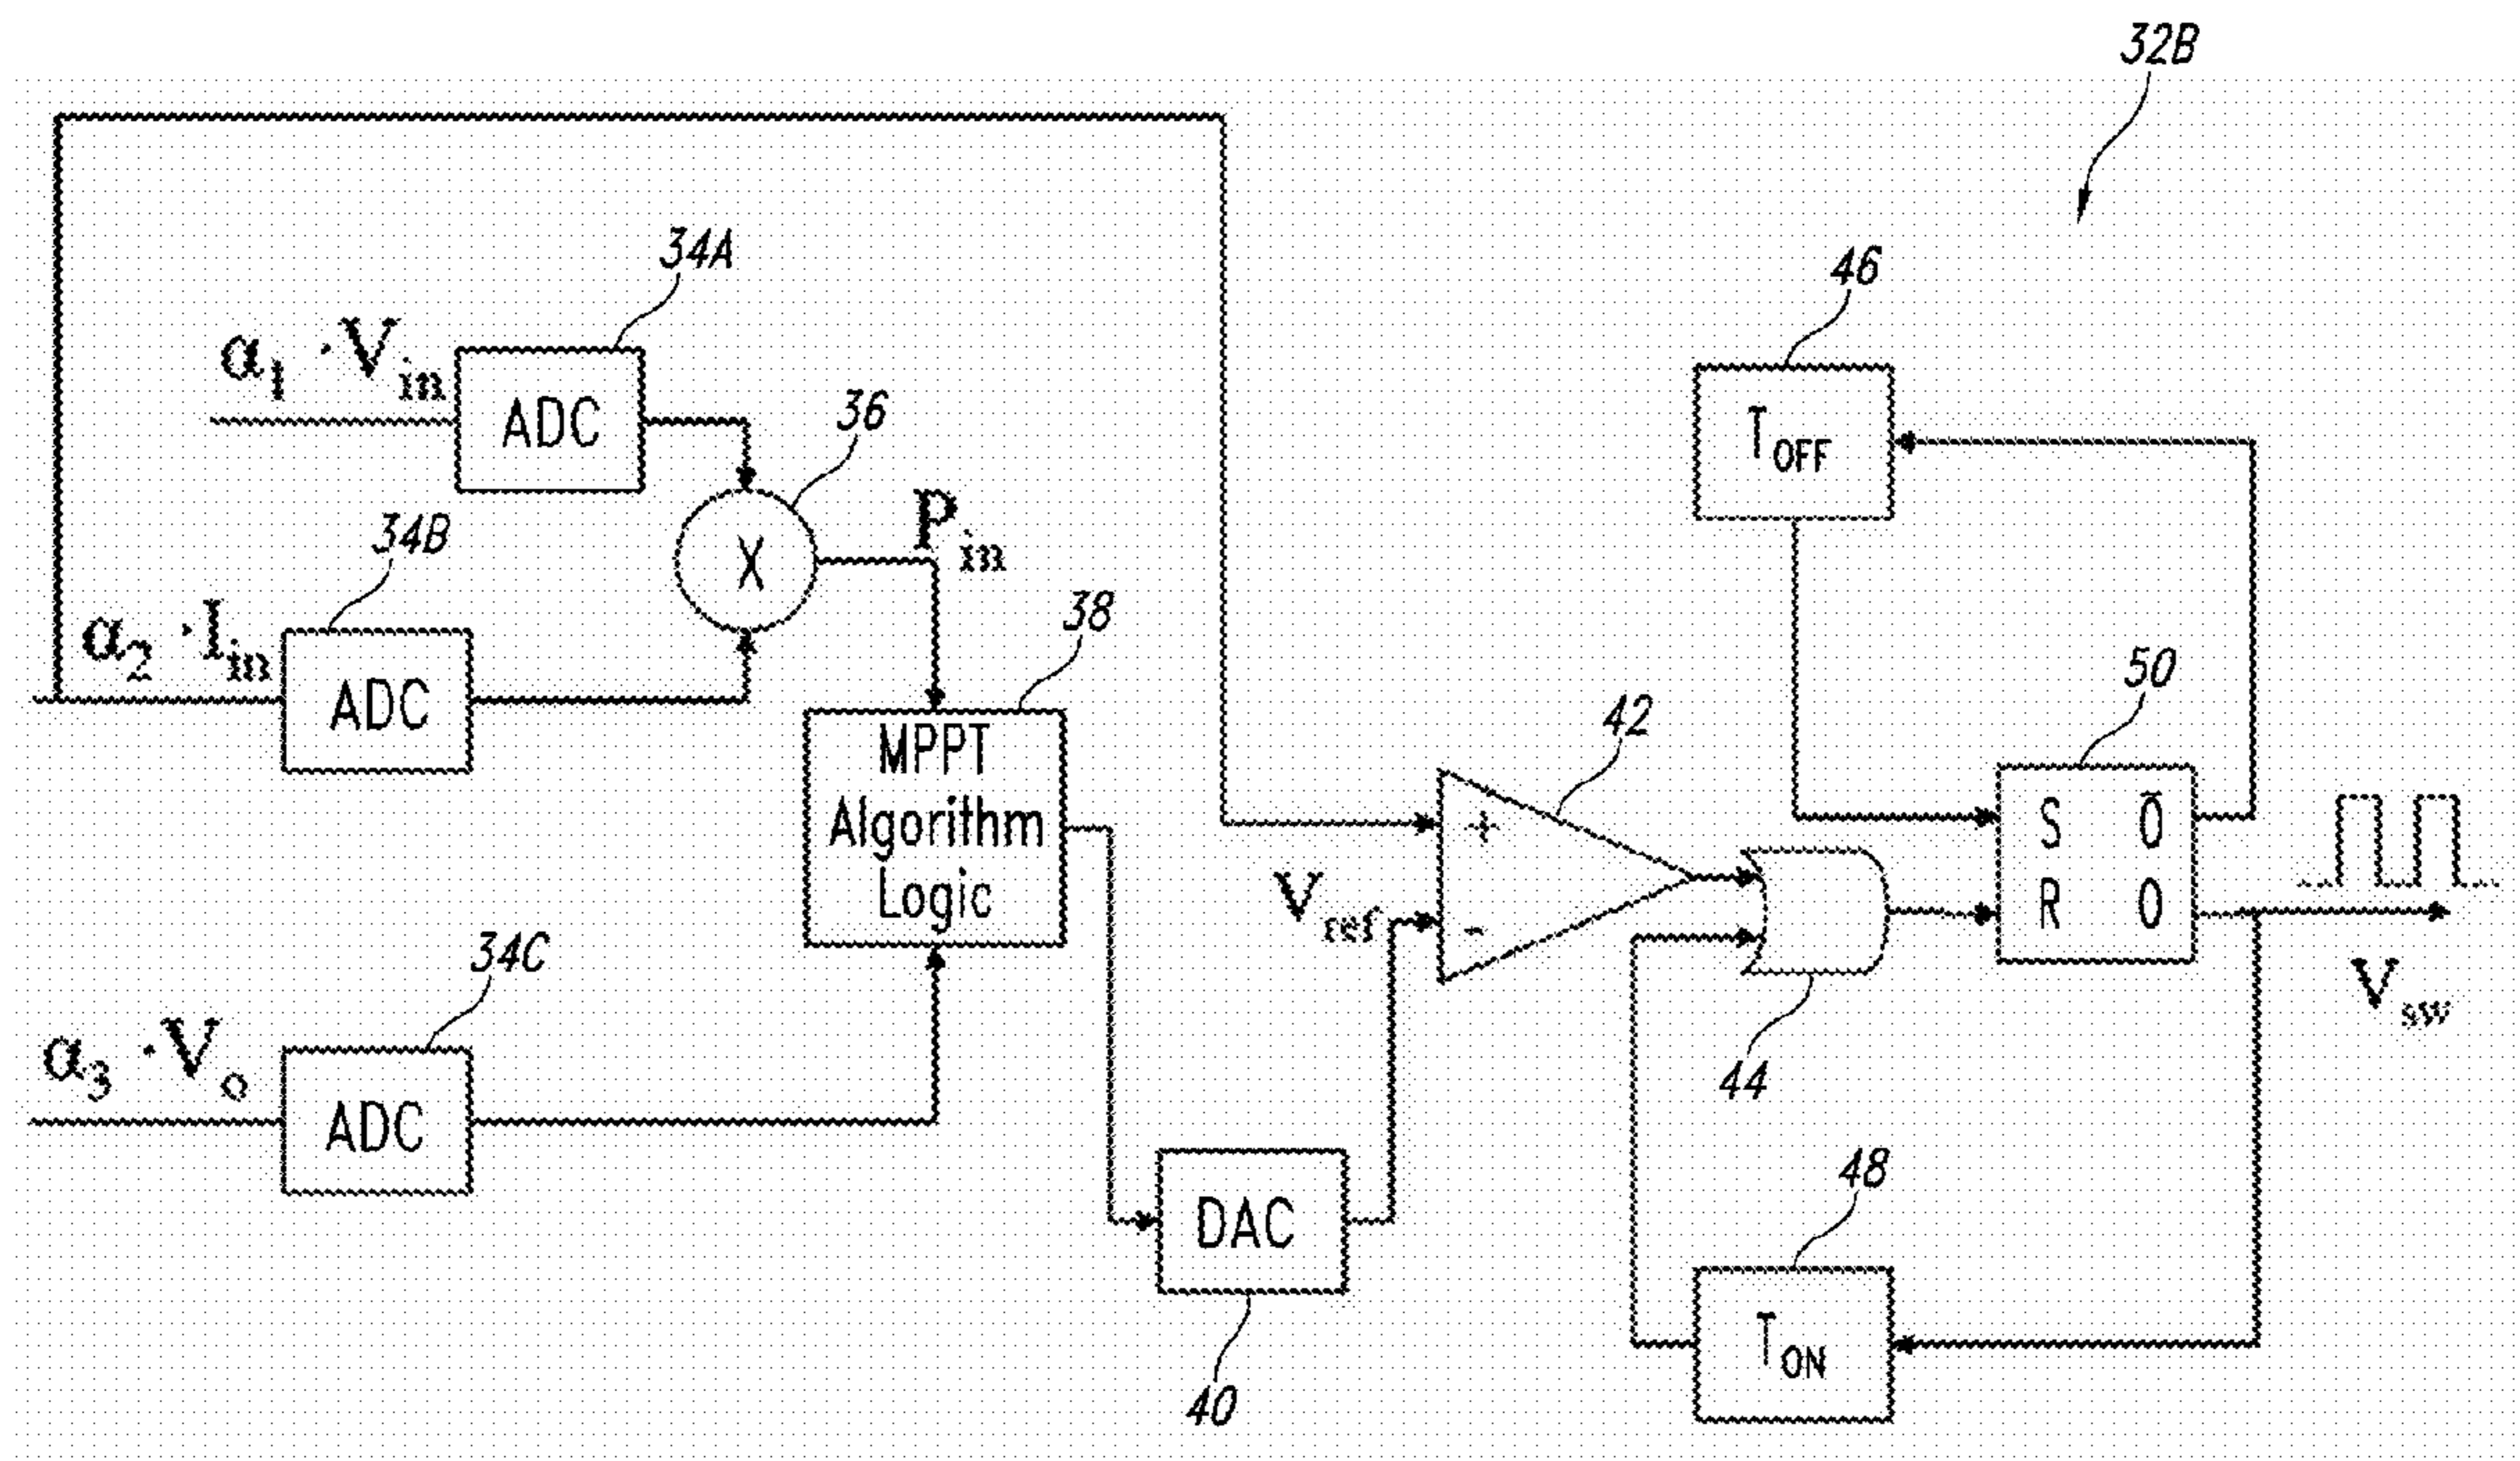 32B
34A
46
α1 · Vin
ADC
36
TOFF
Pin
34B
X
38
α2 · Iin
ADC
50
42
MPPT
Algorithm
Logic
+
S Ō
Vref
-
R O
34C
Vsw
α3 · Vo
ADC
44
48
DAC
TON
40